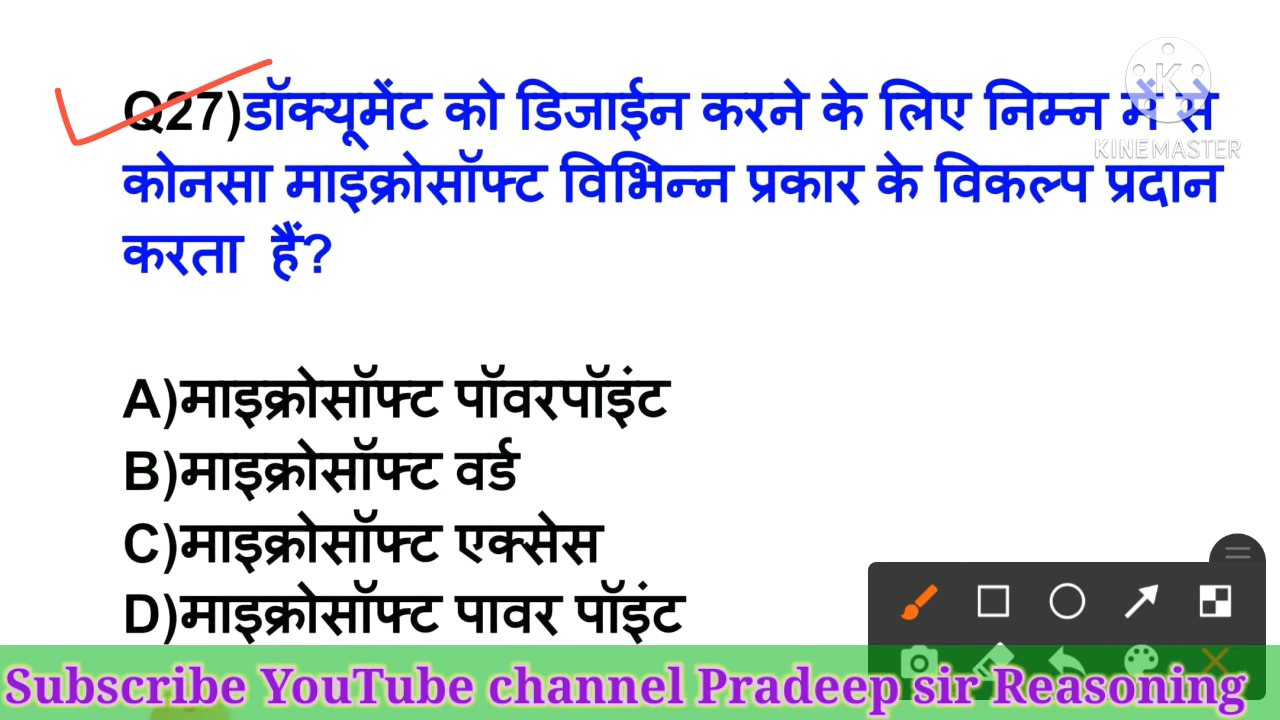 Q27)डॉक्यूमेंट को डिजाईन करने के लिए निम्न में से
कोनसा माइक्रोसॉफ्ट विभिन्न प्रकार के विकल्प प्रदान
करता हैं?
KINEMASTER
A)माइक्रोसॉफ्ट पॉवरपॉइंट
B)माइक्रोसॉफ्ट वर्ड
C)माइक्रोसॉफ्ट एक्सेस
D)माइक्रोसॉफ्ट पावर पॉइंट
Subscribe YouTube channel Pradeep sir Reasoning